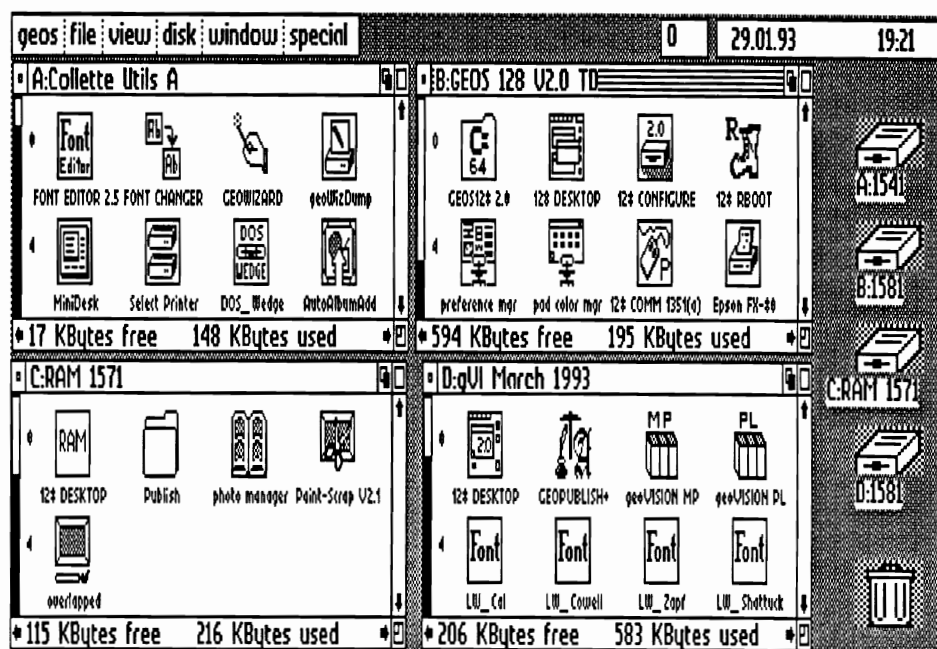 geos file view disk window special
0
29.01.93 19:21
A:Collette Utils A
Font Editor
Ab Ab
FONT EDITOR 2.5 FONT CHANGER GEOWIZARD geoWizDump
DOS WEDGE
MiniDesk Select Printer DOS_Wedge AutoAlbumAdd
17 KBytes free 148 KBytes used
B:GEOS 128 V2.0 TD
C= 64
2.0
R
GEOS128 2.0 128 DESKTOP 128 CONFIGURE 128 RBOOT
P
preference mgr pad color mgr 128 COMM 1351(a) Epson FX-80
594 KBytes free 195 KBytes used
C:RAM 1571
RAM
128 DESKTOP Publish photo manager Paint-Scrap V2.1
overlapped
115 KBytes free 216 KBytes used
D:gVI March 1993
2.0
MP
PL
128 DESKTOP GEOPUBLISH+ geoVISION MP geoVISION PL
Font Font Font Font
LW_Cal LW_Cowell LW_Zapf LW_Shattuck
206 KBytes free 583 KBytes used
A:1541
B:1581
C:RAM 1571
D:1581